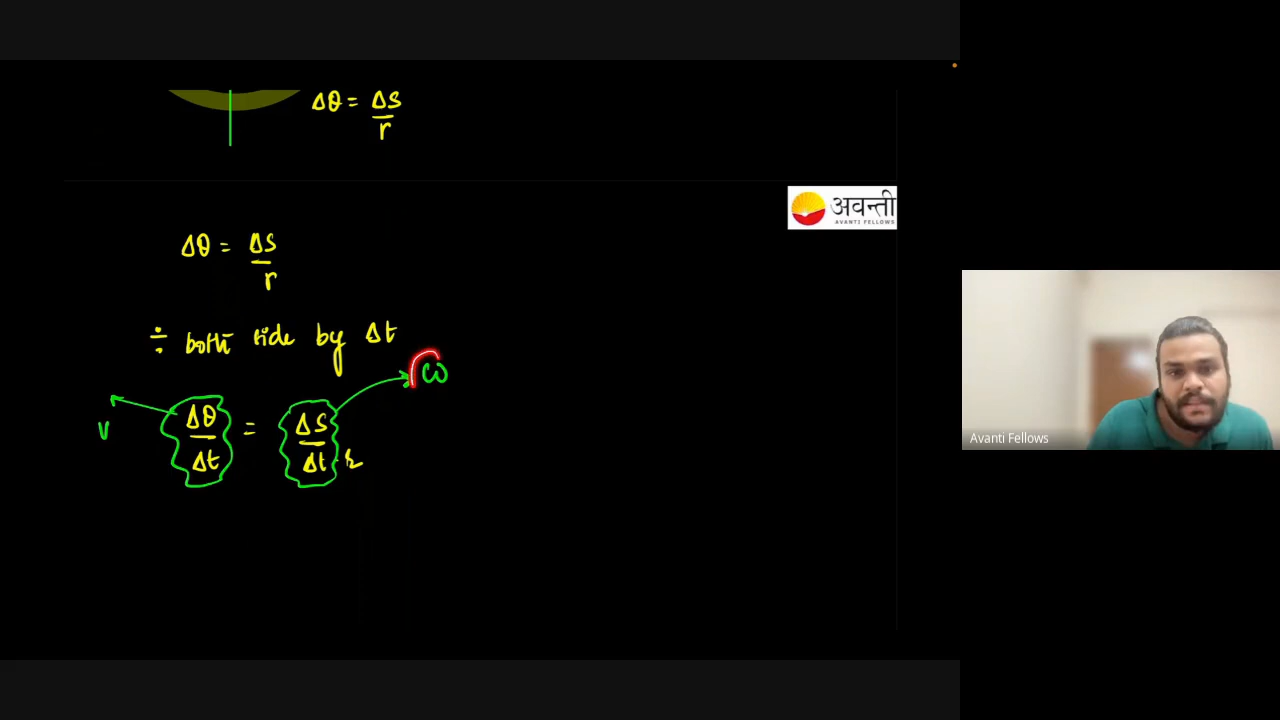 Δθ = Δs
r
अवन्ती
AVANTI FELLOWS
Δθ = Δs
r
÷ both side by Δt
ω
v
Δθ = Δs
Δt Δt r
Avanti Fellows